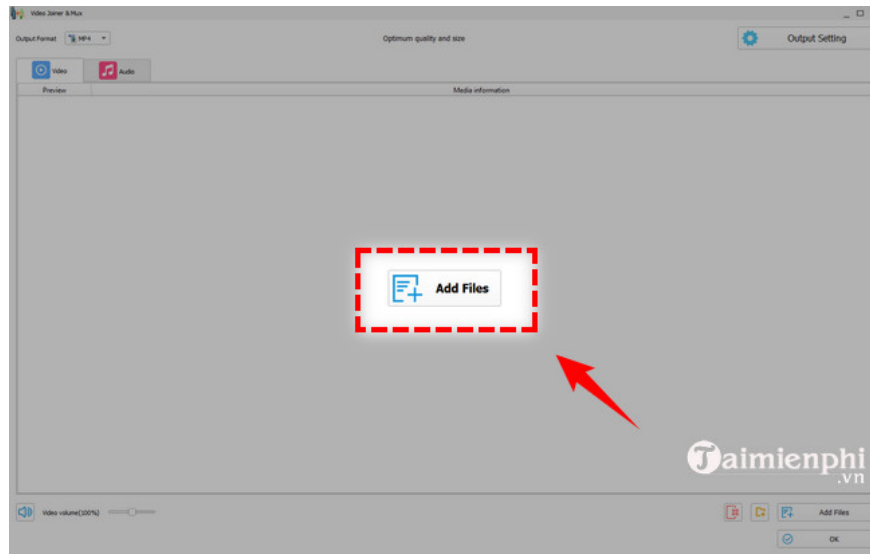 Video Joiner & Mux
Output Format MP4 Optimum quality and size Output Setting
Video Audio
Preview Media information
Add Files
Taimienphi
.vn
Video volume(100%) Add Files
OK